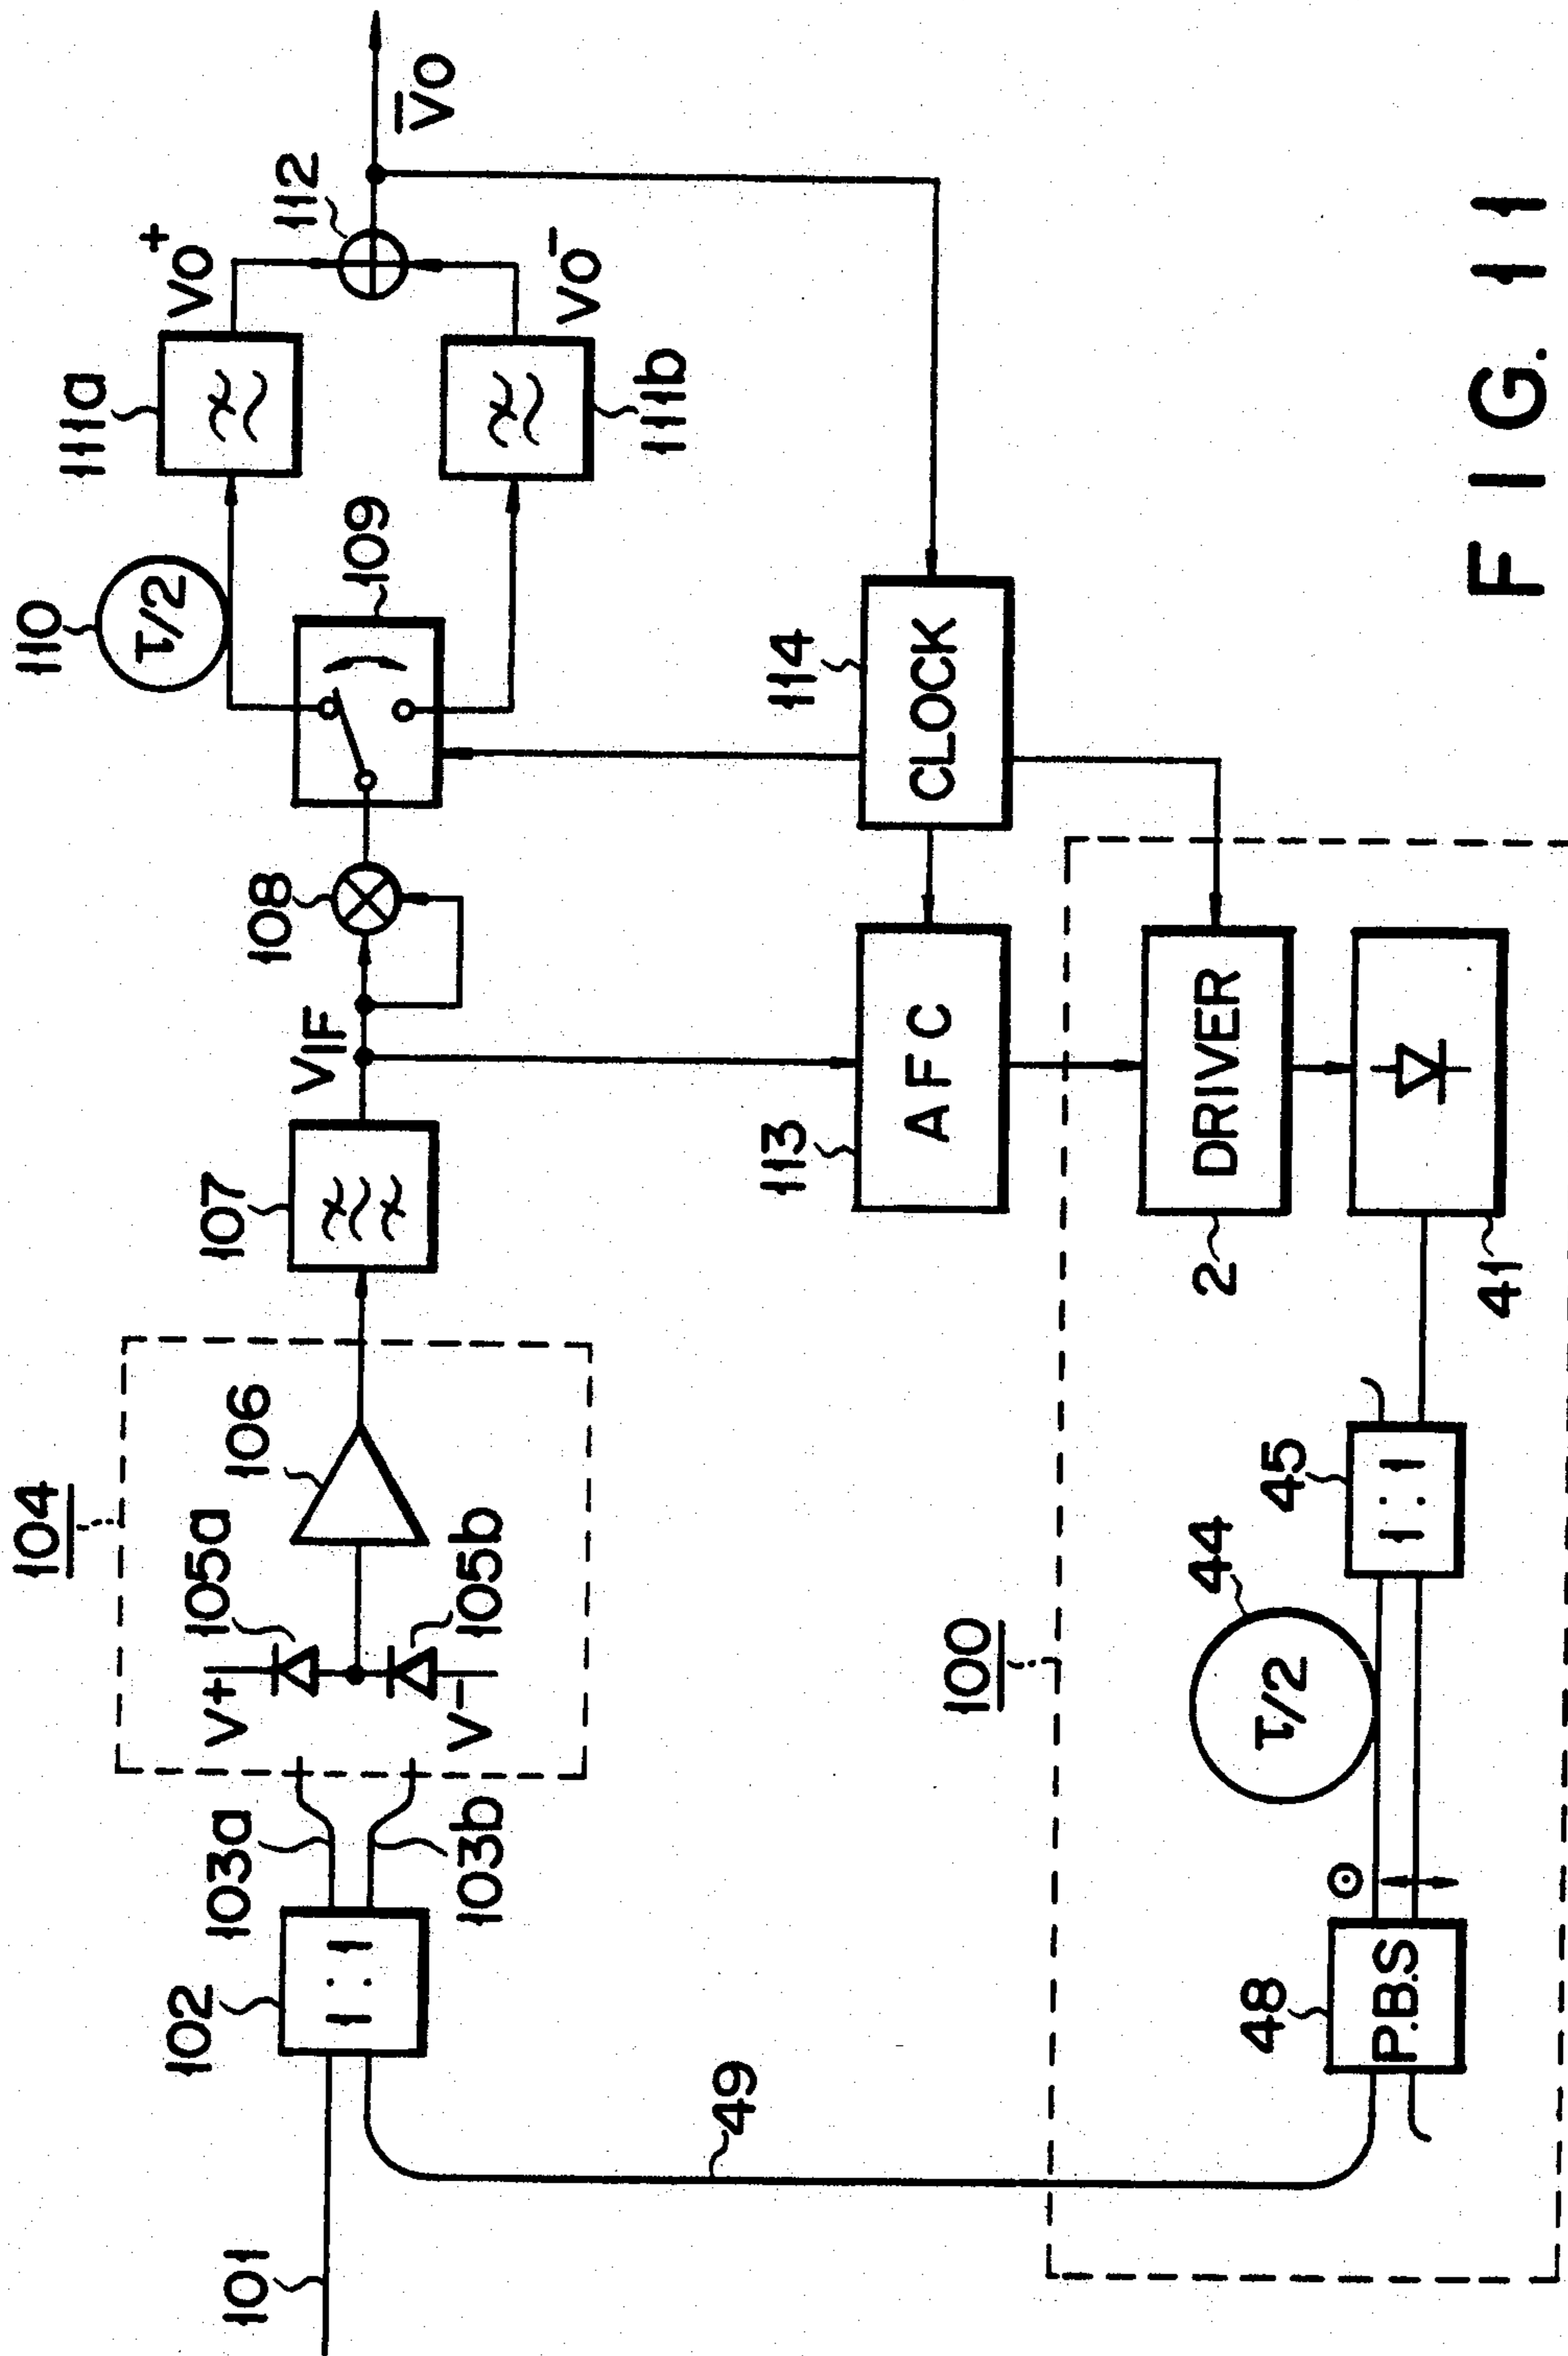 101
102
1:1
103a
103b
104
V+
105a
105b
V−
106
107
VIF
108
109
110
τ/2
111a
111b
Vo+
Vo−
112
V̅o
49
100
48
P.B.S
44
τ/2
45
1:1
113
AFC
114
CLOCK
2
DRIVER
41
FIG. 11